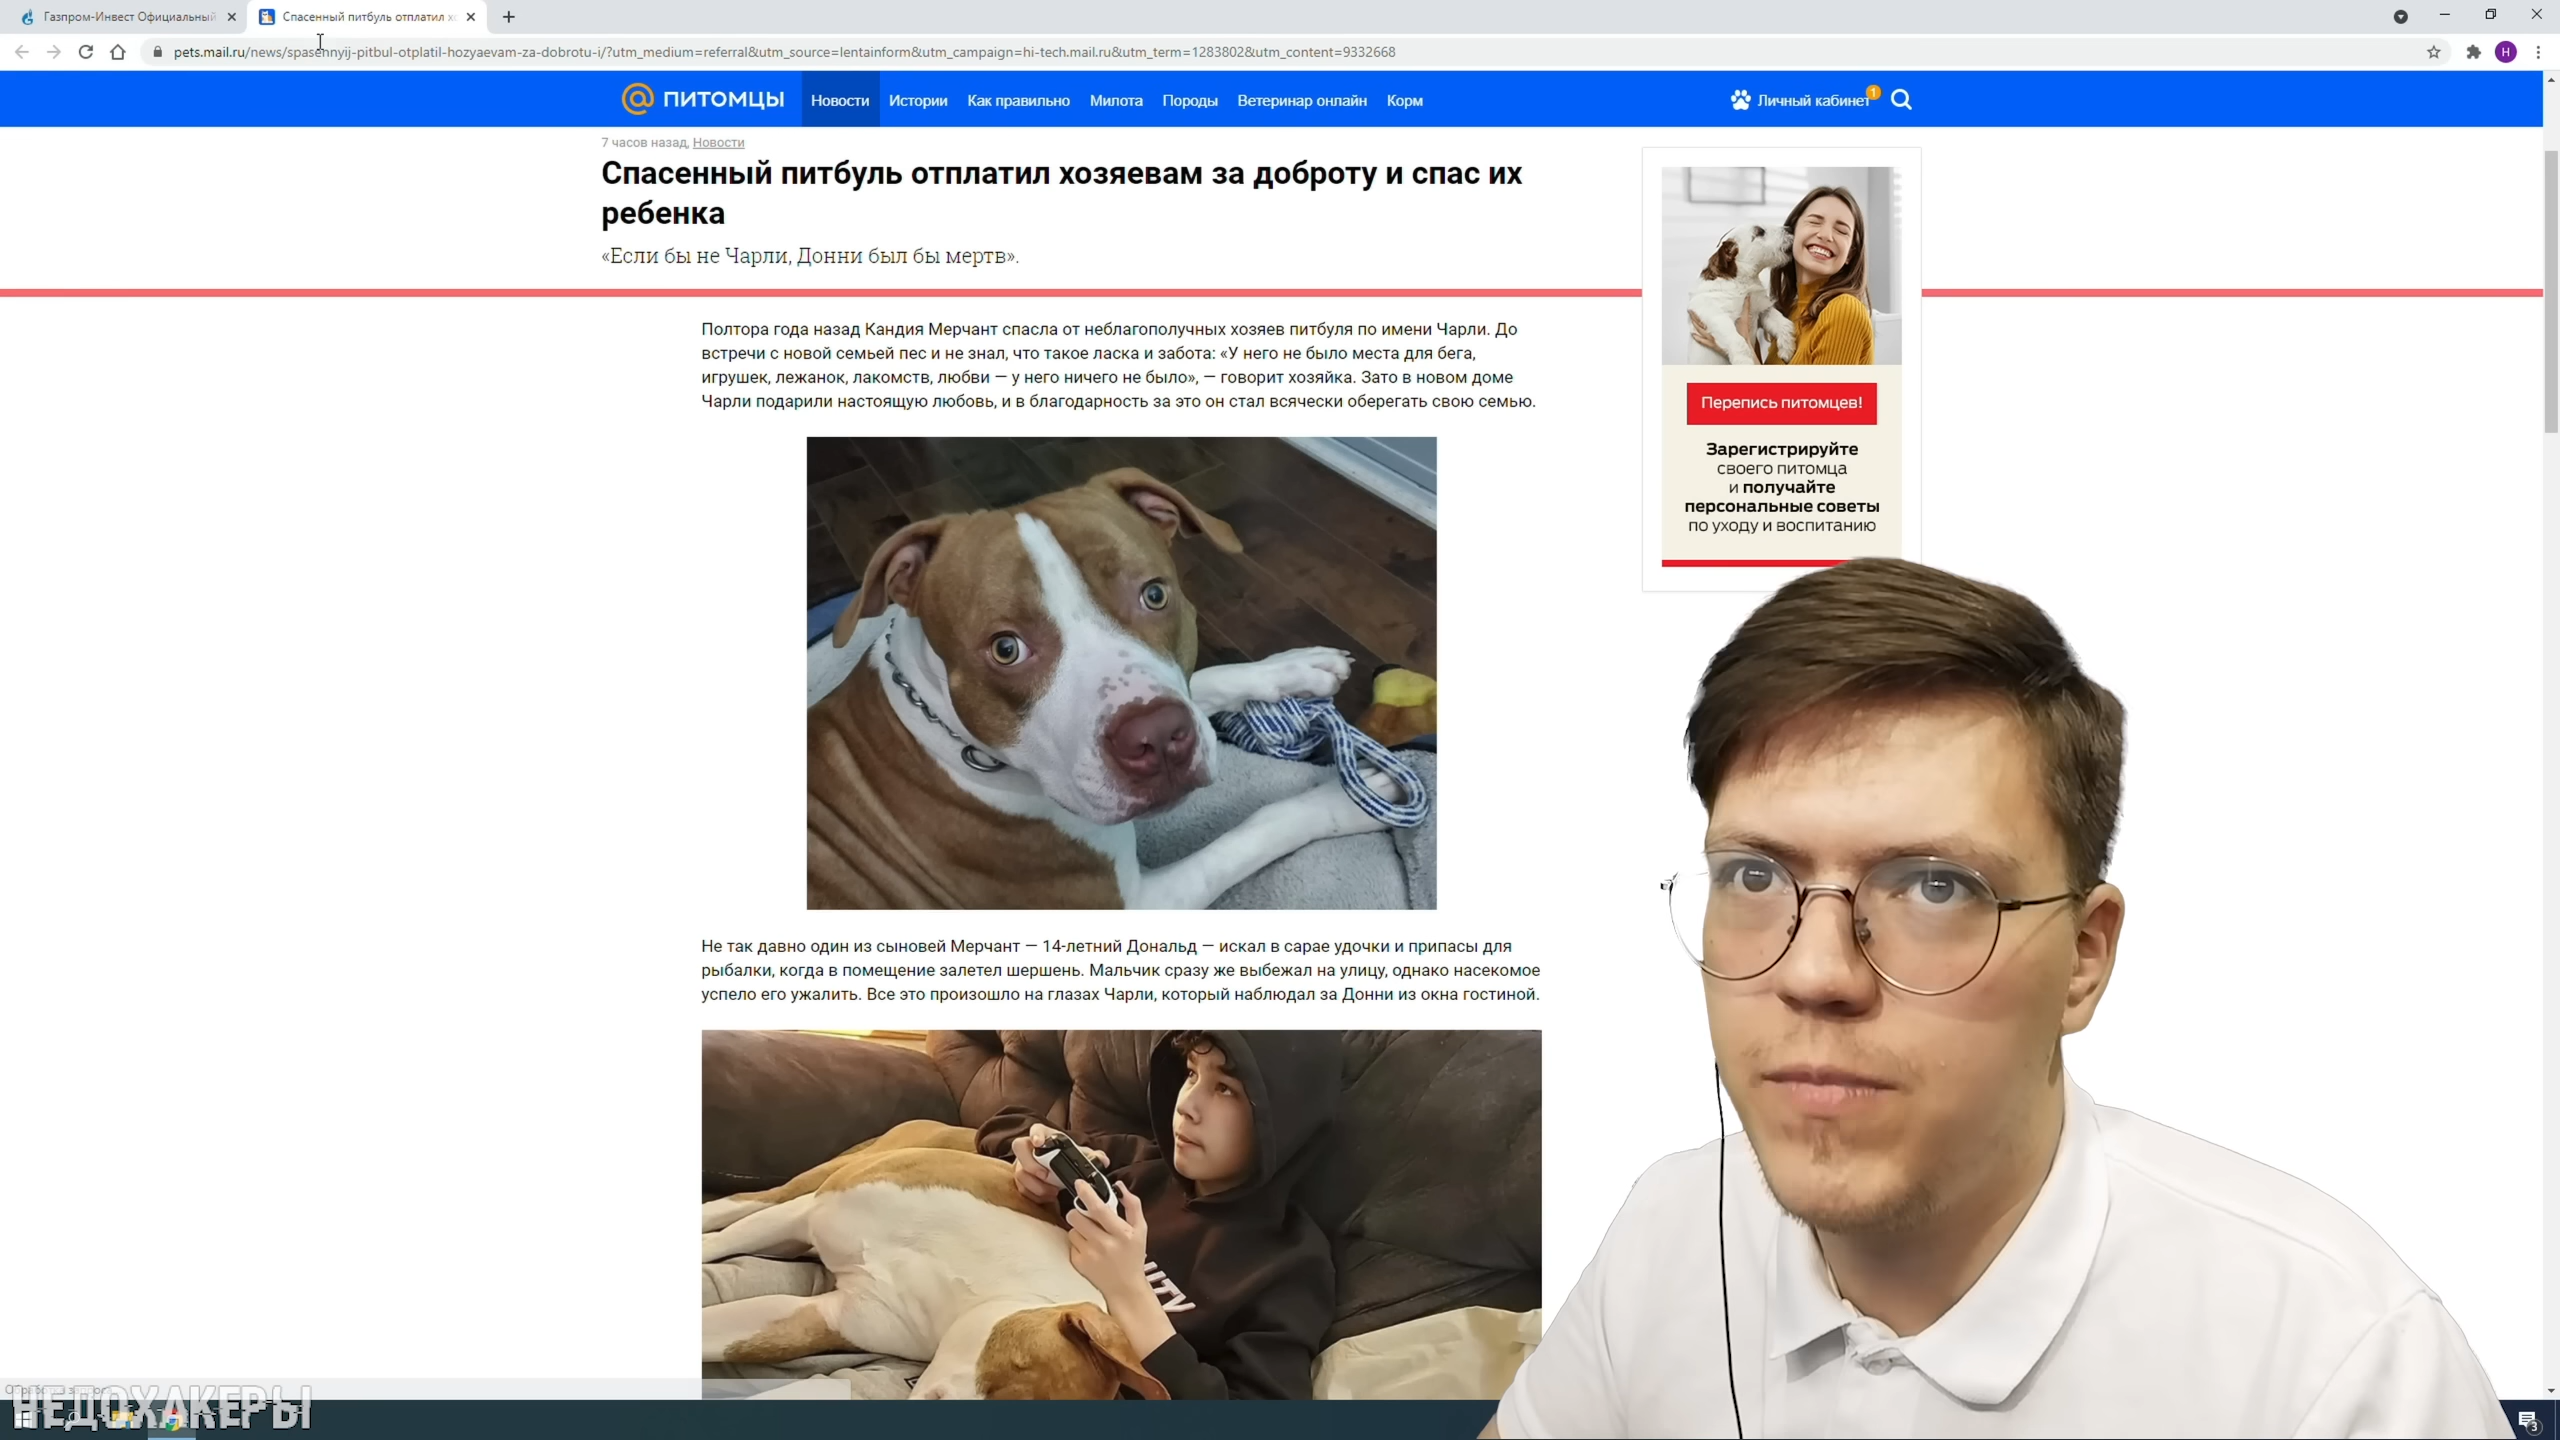 Газпром-Инвест Официальный
Спасенный питбуль отплатил хо
pets.mail.ru/news/spasennyij-pitbul-otplatil-hozyaevam-za-dobrotu-i/?utm_medium=referral&utm_source=lentainform&utm_campaign=hi-tech.mail.ru&utm_term=1283802&utm_content=9332668
H
ПИТОМЦЫ Новости Истории Как правильно Милота Породы Ветеринар онлайн Корм Личный кабинет 1
7 часов назад, Новости
Спасенный питбуль отплатил хозяевам за доброту и спас их
ребенка
«Если бы не Чарли, Донни был бы мертв».
Полтора года назад Кандия Мерчант спасла от неблагополучных хозяев питбуля по имени Чарли. До
встречи с новой семьей пес и не знал, что такое ласка и забота: «У него не было места для бега,
игрушек, лежанок, лакомств, любви — у него ничего не было», — говорит хозяйка. Зато в новом доме
Чарли подарили настоящую любовь, и в благодарность за это он стал всячески оберегать свою семью.
Перепись питомцев!
Зарегистрируйте
своего питомца
и получайте
персональные советы
по уходу и воспитанию
Не так давно один из сыновей Мерчант — 14-летний Дональд — искал в сарае удочки и припасы для
рыбалки, когда в помещение залетел шершень. Мальчик сразу же выбежал на улицу, однако насекомое
успело его ужалить. Все это произошло на глазах Чарли, который наблюдал за Донни из окна гостиной.
НЕДОХАКЕРЫ
3